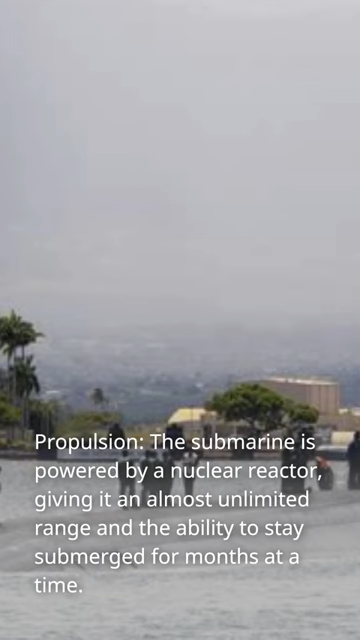 Propulsion: The submarine is
powered by a nuclear reactor,
giving it an almost unlimited
range and the ability to stay
submerged for months at a
time.